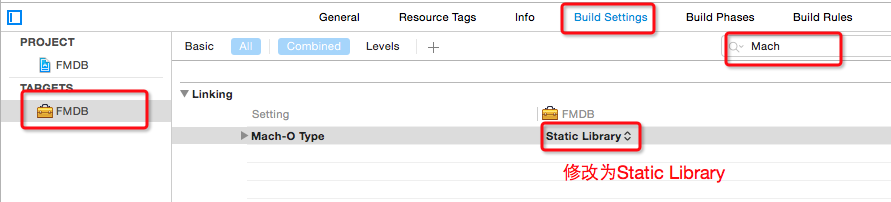 General Resource Tags Info Build Settings Build Phases Build Rules
PROJECT
FMDB
TARGETS
FMDB
Basic All Combined Levels + Mach
Linking
Setting FMDB
Mach-O Type Static Library
修改为Static Library